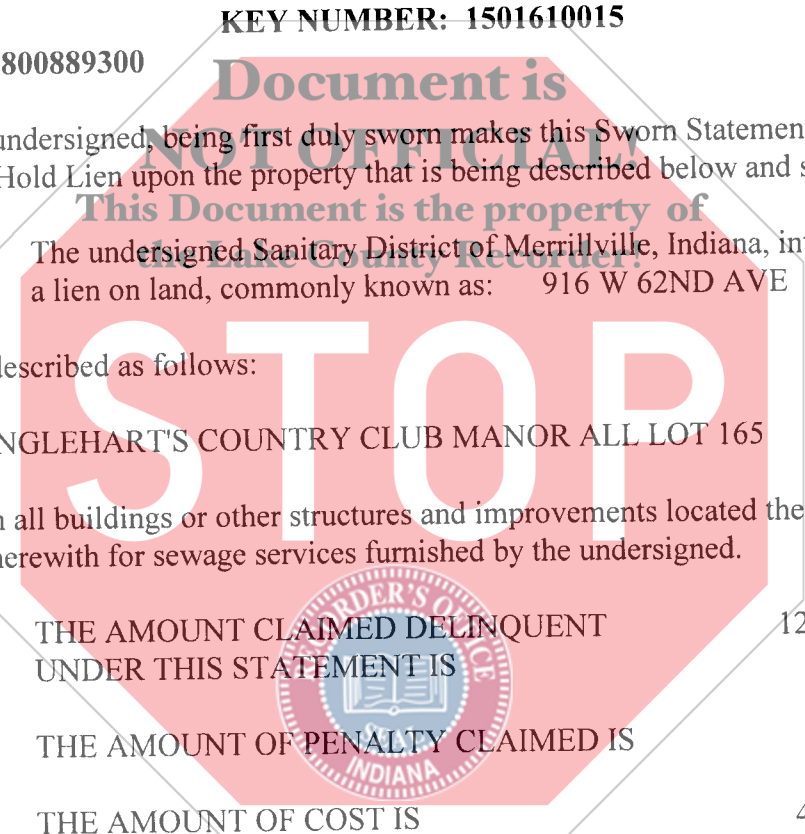 KEY NUMBER: 1501610015
800889300
Document is
undersigned, being first duly sworn makes this Sworn Statemen
NOT OFFICIAL!
Hold Lien upon the property that is being described below and s
This Document is the property of
The undersigned Sanitary District of Merrillville, Indiana, in
the Lake County Recorder!
a lien on land, commonly known as: 916 W 62ND AVE
described as follows:
STOP
NGLEHART'S COUNTRY CLUB MANOR ALL LOT 165
all buildings or other structures and improvements located the
herewith for sewage services furnished by the undersigned.
RECORDER'S OFFICE
THE AMOUNT CLAIMED DELINQUENT 12
UNDER THIS STATEMENT IS
SEAL
THE AMOUNT OF PENALTY CLAIMED IS
INDIANA
THE AMOUNT OF COST IS 4